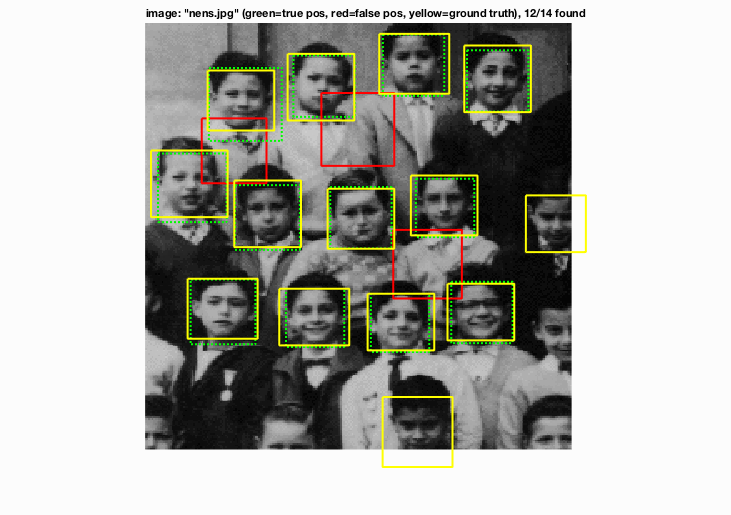 image: "nens.jpg" (green=true pos, red=false pos, yellow=ground truth), 12/14 found